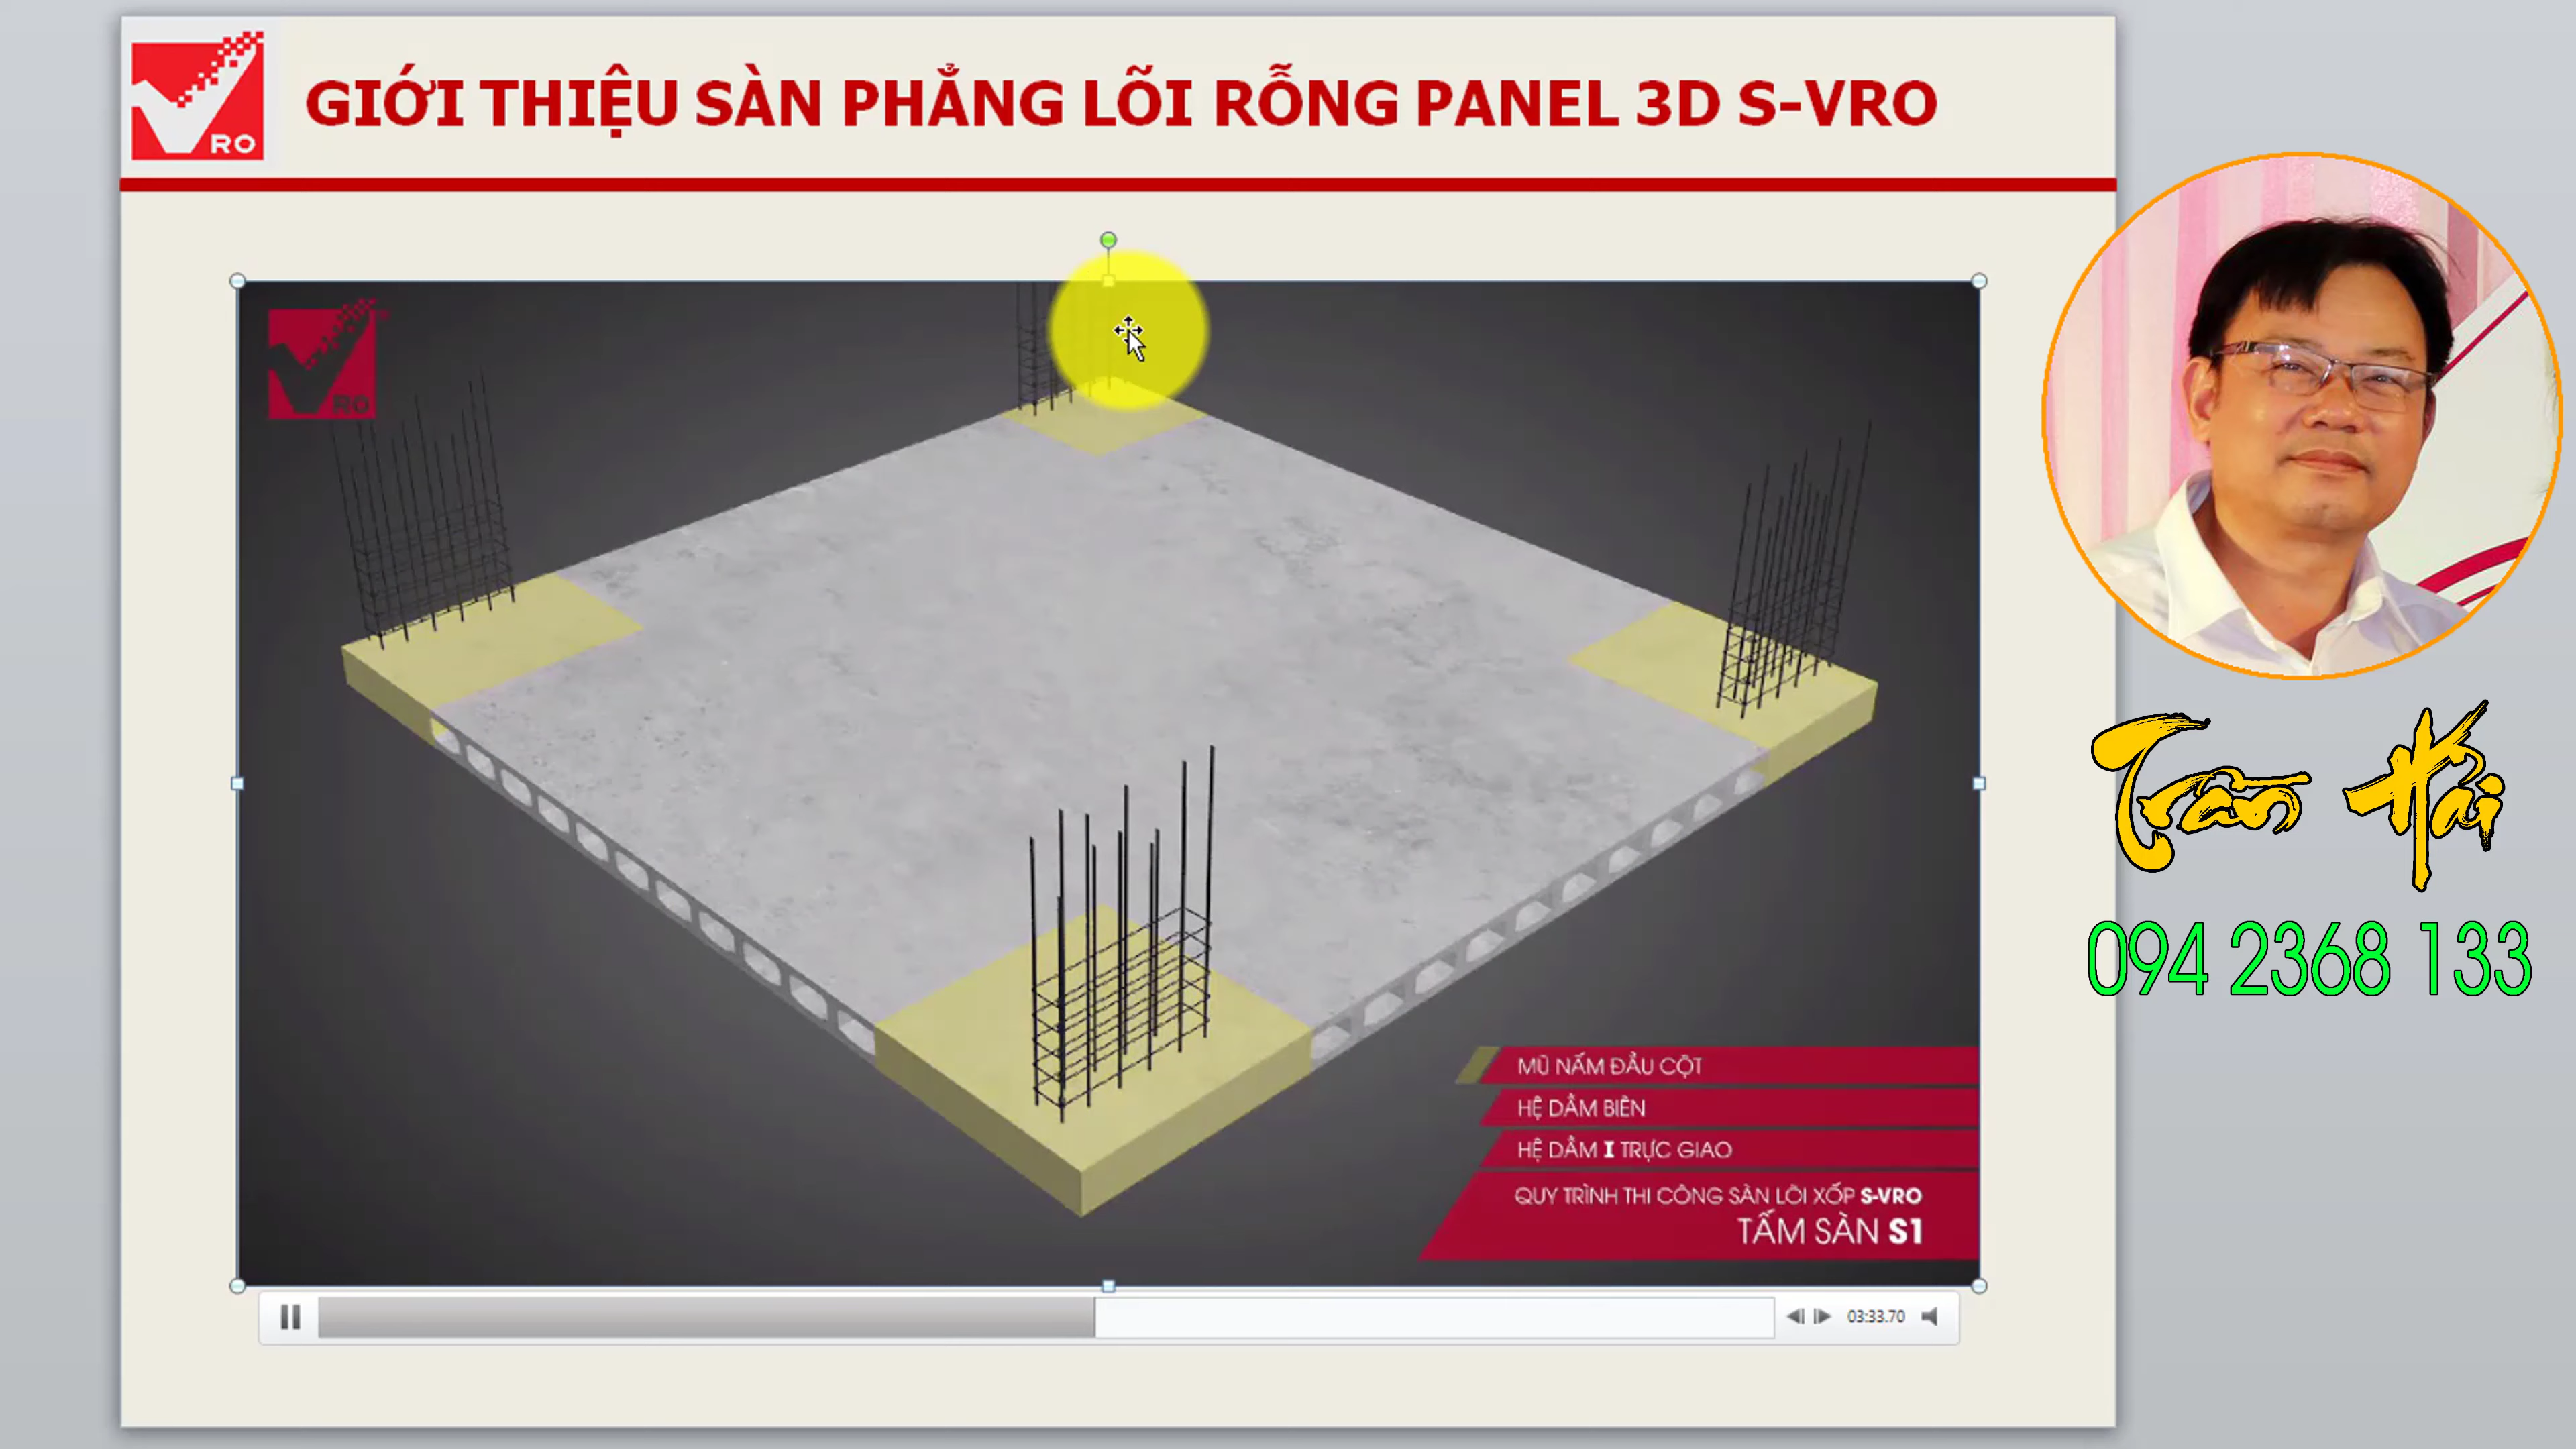 RO
GIỚI THIỆU SÀN PHẲNG LÕI RỖNG PANEL 3D S-VRO
RO
Trần Hải
094 2368 133
MŨ NẤM ĐẦU CỘT
HỆ DẦM BIÊN
HỆ DẦM I TRỰC GIAO
QUY TRÌNH THI CÔNG SÀN LÕI XỐP S-VRO
TẤM SÀN S1
03:33.70